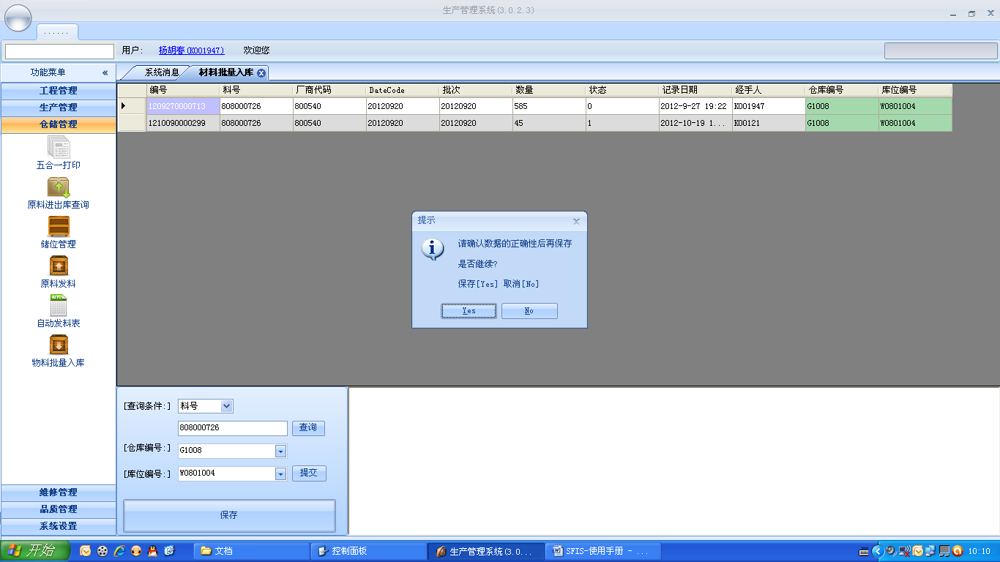 生产管理系统(3.0.2.3)
......
用户: 杨胡春(K001947) 欢迎您
功能菜单 «
系统消息 材料批量入库
工程管理
生产管理
仓储管理
五合一打印
原料进出库查询
储位管理
原料发料
AUTO
自动发料表
物料批量入库
维修管理
品质管理
系统设置
编号 料号 厂商代码 DateCode 批次 数量 状态 记录日期 经手人 仓库编号 库位编号
1209270000713 808000726 800540 20120920 20120920 585 0 2012-9-27 19:22 K001947 G1008 W0801004
1210090000299 808000726 800540 20120920 20120920 45 1 2012-10-19 1... K00121 G1008 W0801004
提示
请确认数据的正确性后再保存
是否继续?
保存[Yes] 取消[No]
Yes No
[查询条件:] 料号
808000726 查询
[仓库编号:] G1008
[库位编号:] W0801004 提交
保存
开始 文档 控制面板 生产管理系统(3.0... SFIS-使用手册 - ... 10:10